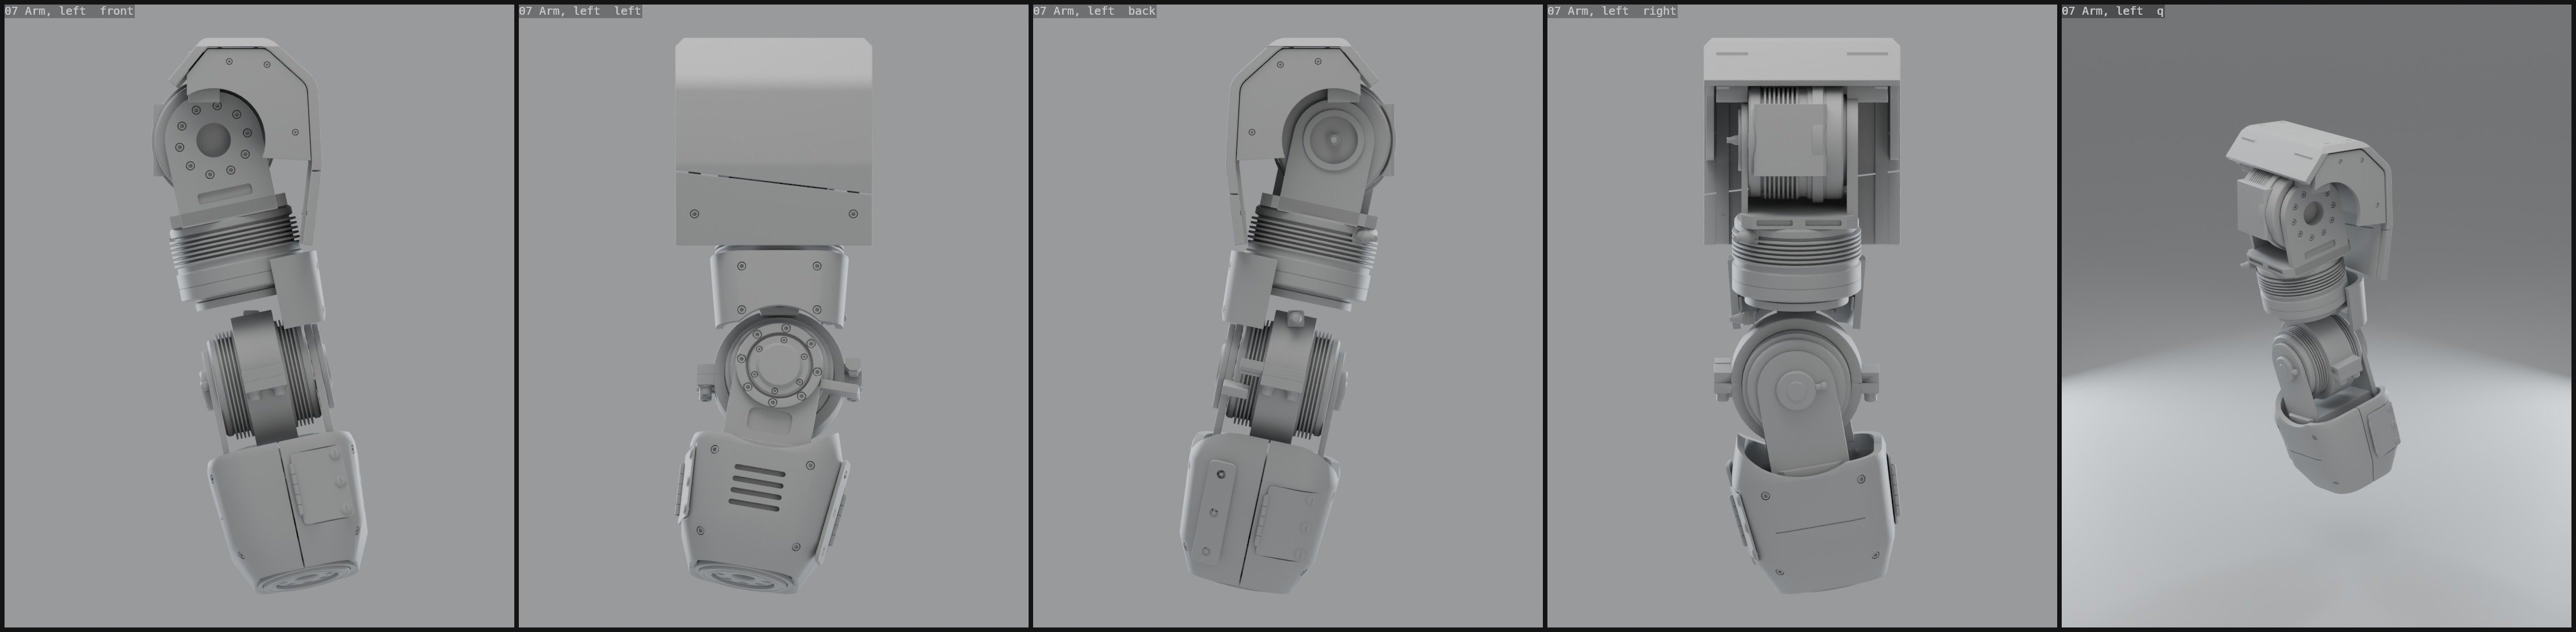 07 Arm, left  front
07 Arm, left  left
07 Arm, left  back
07 Arm, left  right
07 Arm, left  q